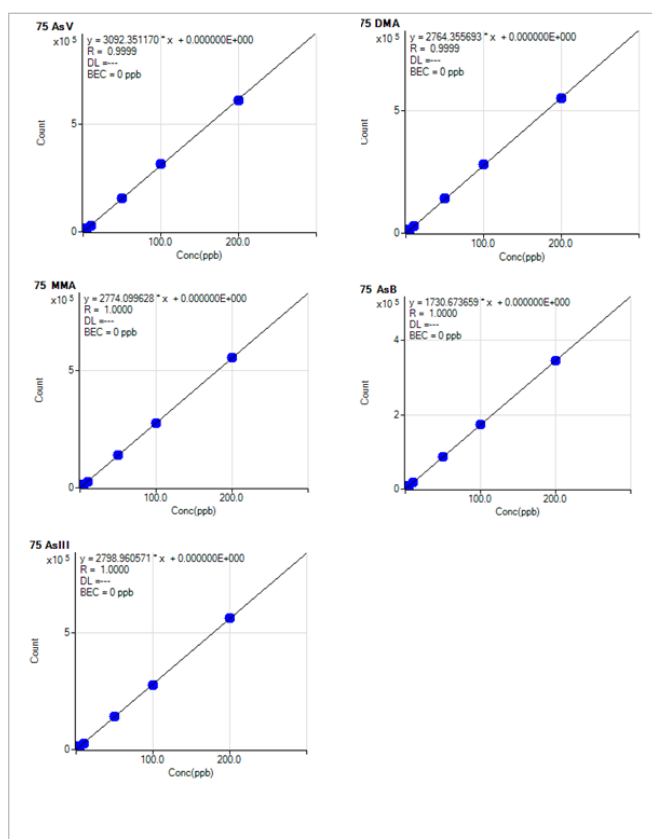 75 AsV
x10 5
y = 3092.351170 * x + 0.000000E+000
R = 0.9999
DL =---
BEC = 0 ppb
Count
5
0
100.0
200.0
Conc(ppb)
75 DMA
x10 5
y = 2764.355693 * x + 0.000000E+000
R = 0.9999
DL =---
BEC = 0 ppb
Count
5
0
100.0
200.0
Conc(ppb)
75 MMA
x10 5
y = 2774.099628 * x + 0.000000E+000
R = 1.0000
DL =---
BEC = 0 ppb
Count
5
0
100.0
200.0
Conc(ppb)
75 AsB
x10 5
y = 1730.673659 * x + 0.000000E+000
R = 1.0000
DL =---
BEC = 0 ppb
Count
4
2
0
100.0
200.0
Conc(ppb)
75 AsIII
x10 5
y = 2798.960571 * x + 0.000000E+000
R = 1.0000
DL =---
BEC = 0 ppb
Count
5
0
100.0
200.0
Conc(ppb)